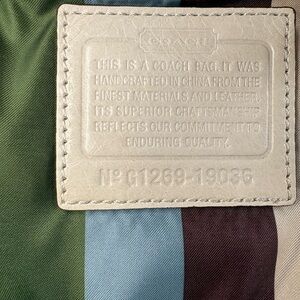 COACH
THIS IS A COACH BAG. IT WAS
HANDCRAFTED IN CHINA FROM THE
FINEST MATERIALS AND LEATHER.
ITS SUPERIOR CRAFTSMANSHIP
REFLECTS OUR COMMITMENT TO
ENDURING QUALITY.
Nº G1269-19036